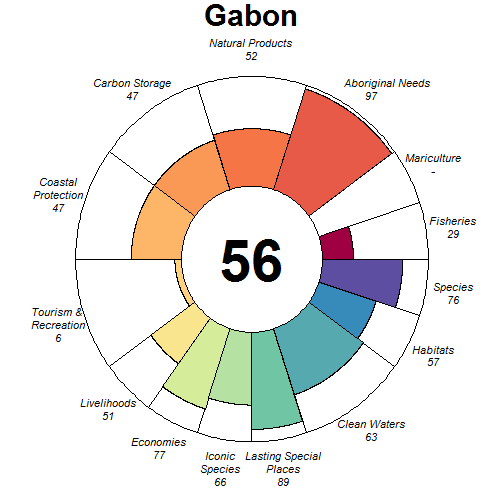 Gabon
Natural Products
52
Carbon Storage
47
Aboriginal Needs
97
Mariculture
-
Coastal
Protection
47
Fisheries
29
56
Species
76
Tourism &
Recreation
6
Habitats
57
Livelihoods
51
Clean Waters
63
Economies
77
Iconic
Species
66
Lasting Special
Places
89